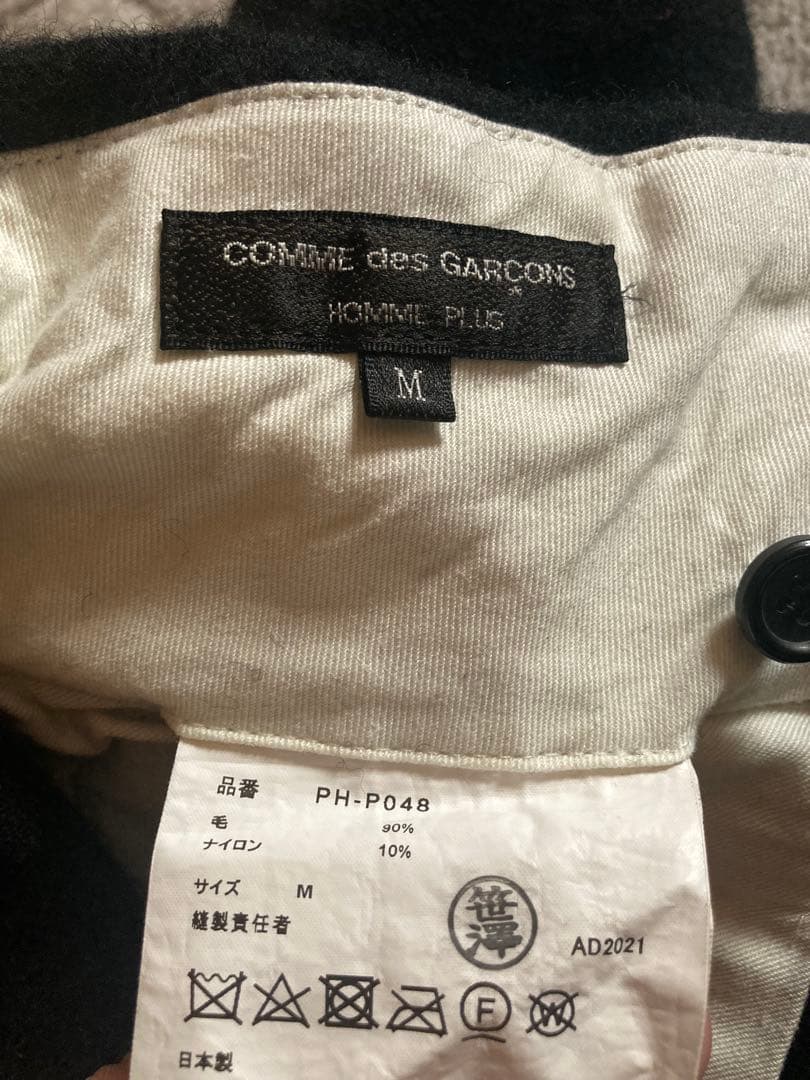 COMME des GARÇONS
HOMME PLUS
M
品番 PH-P048
毛 90%
ナイロン 10%
サイズ M
縫製責任者
笹澤
AD2021
F W
日本製